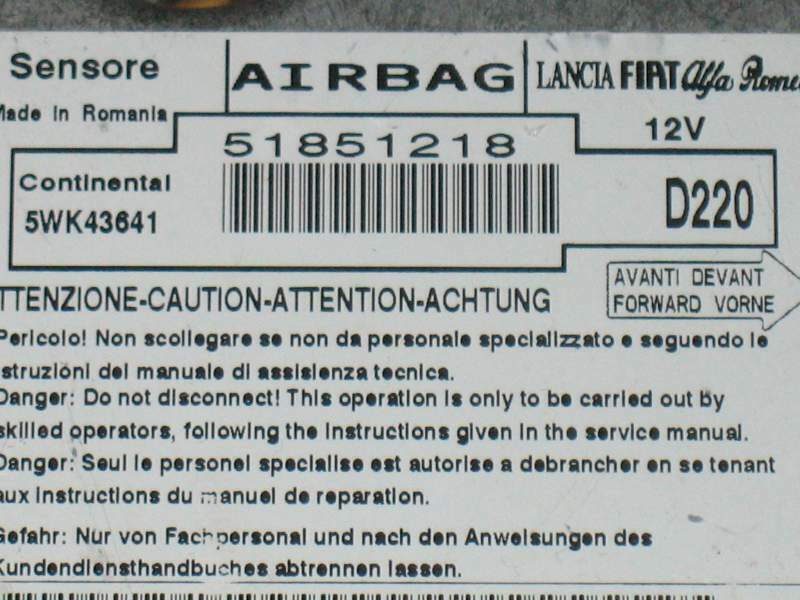 Sensore AIRBAG LANCIA FIAT Alfa Romeo
Made in Romania
12V
51851218
Continental
5WK43641
D220
AVANTI DEVANT
FORWARD VORNE
TTENZIONE-CAUTION-ATTENTION-ACHTUNG
Pericolo! Non scollegare se non da personale specializzato e seguendo le
istruzioni del manuale di assistenza tecnica.
Danger: Do not disconnect! This operation is only to be carried out by
skilled operators, following the instructions given in the service manual.
Danger: Seul le personel specialise est autorise a debrancher en se tenant
aux instructions du manuel de reparation.
Gefahr: Nur von Fachpersonal und nach den Anweisungen des
Kundendiensthandbuches abtrennen lassen.